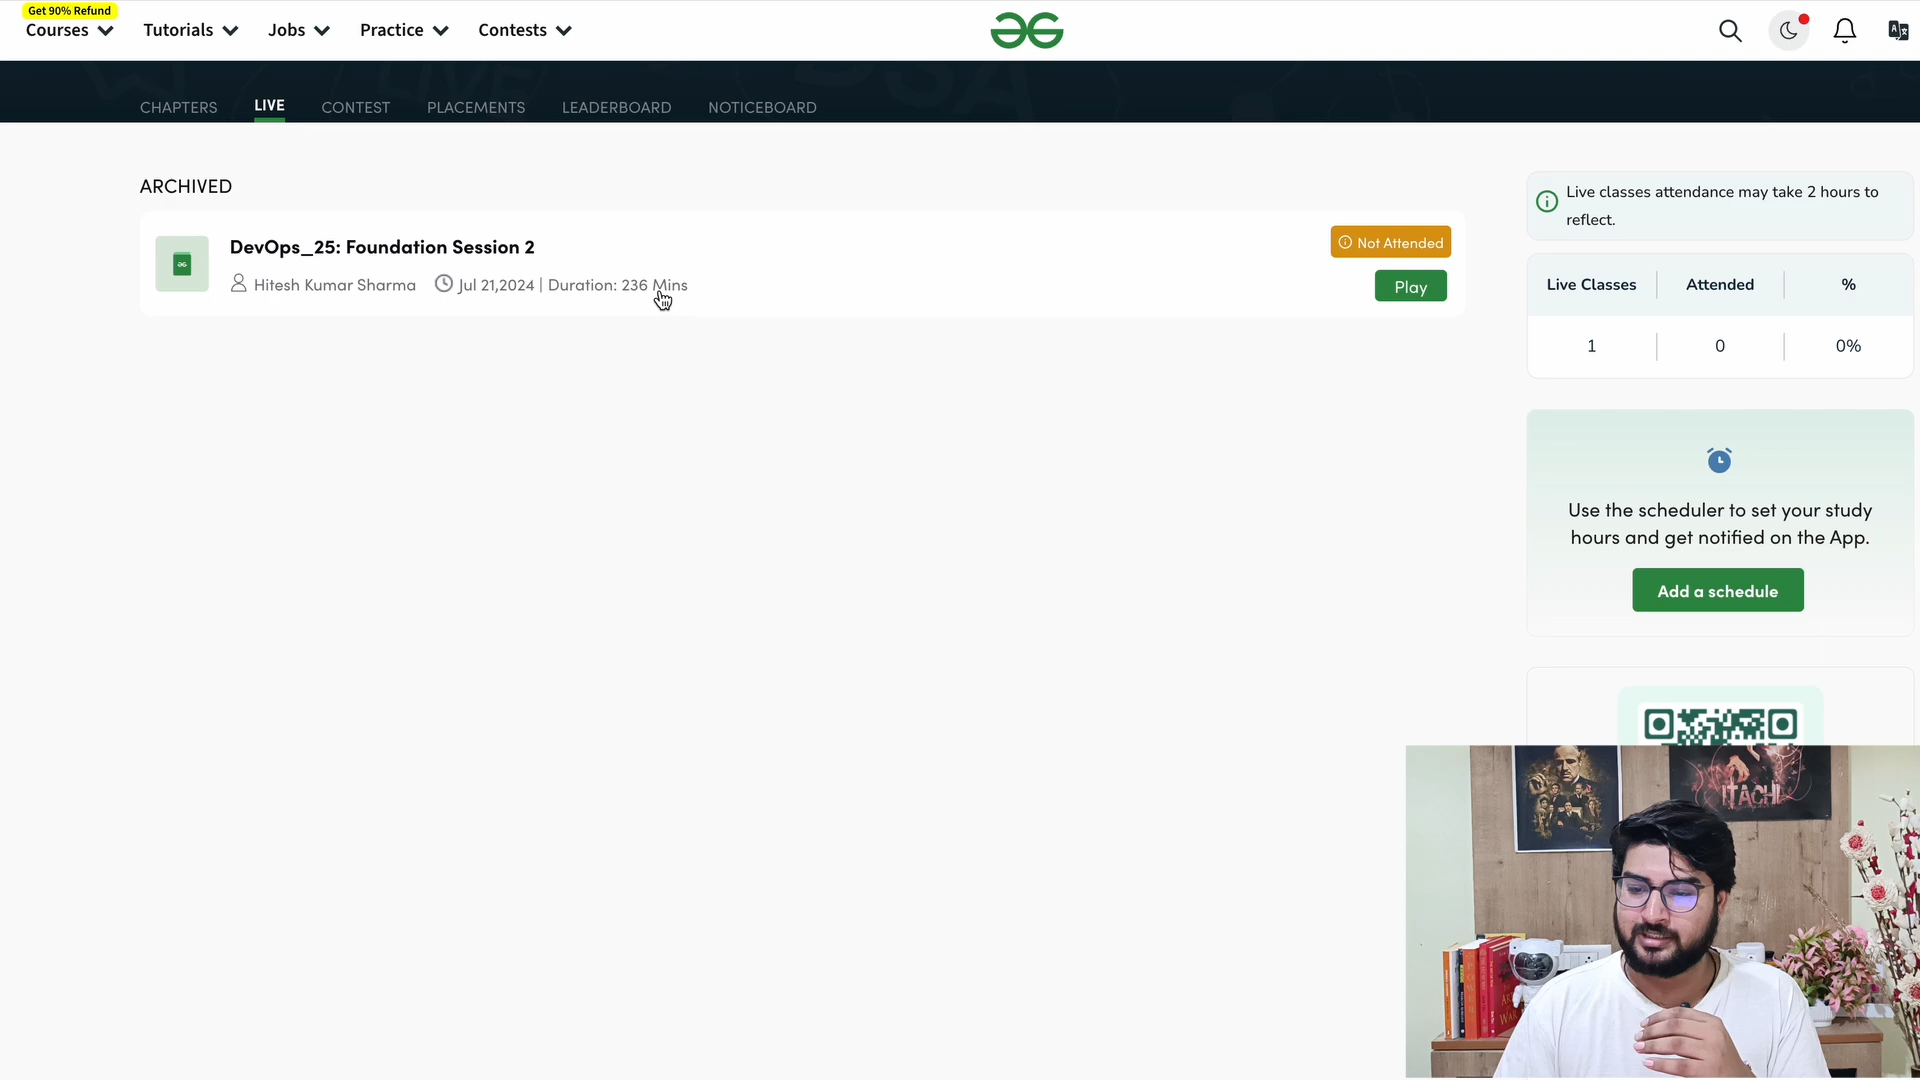 Get 90% Refund
Courses Tutorials Jobs Practice Contests
CHAPTERS LIVE CONTEST PLACEMENTS LEADERBOARD NOTICEBOARD
ARCHIVED
DevOps_25: Foundation Session 2
Hitesh Kumar Sharma Jul 21,2024 | Duration: 236 Mins
Not Attended
Play
Live classes attendance may take 2 hours to
reflect.
Live Classes Attended %
1 0 0%
Use the scheduler to set your study
hours and get notified on the App.
Add a schedule
ITACHI